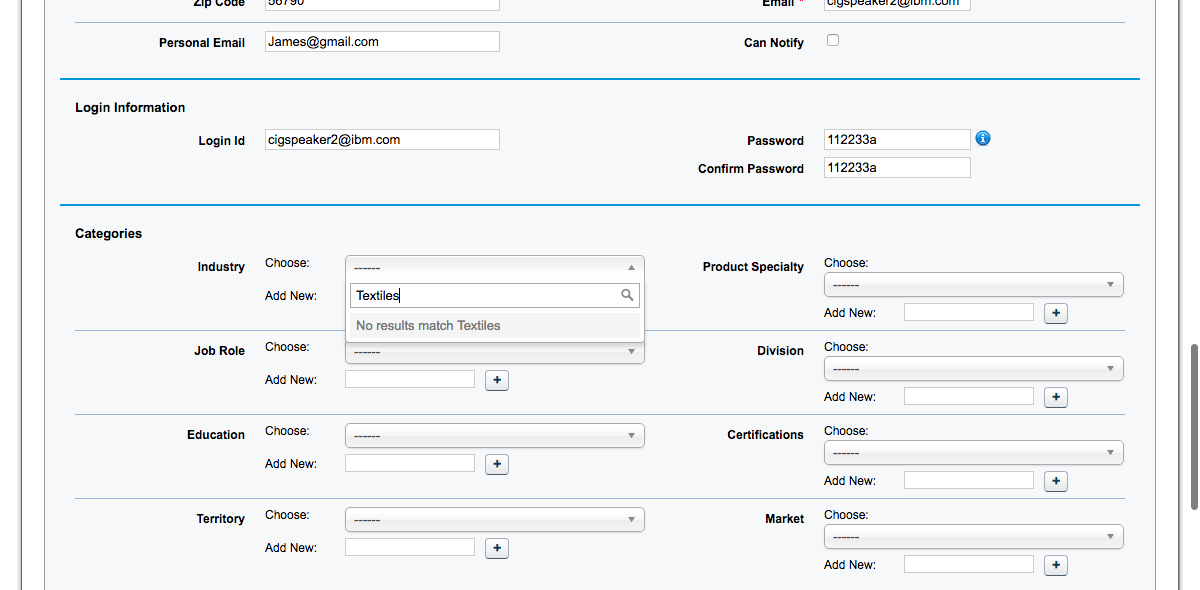 Zip Code 56790 Email * cigspeaker2@ibm.com
Personal Email James@gmail.com Can Notify
Login Information
Login Id cigspeaker2@ibm.com Password 112233a
Confirm Password 112233a
Categories
Industry Choose: ------ Product Specialty Choose: ------
Add New: Textiles Add New: +
No results match Textiles
Job Role Choose: ------ Division Choose: ------
Add New: + Add New: +
Education Choose: ------ Certifications Choose: ------
Add New: + Add New: +
Territory Choose: ------ Market Choose: ------
Add New: + Add New: +